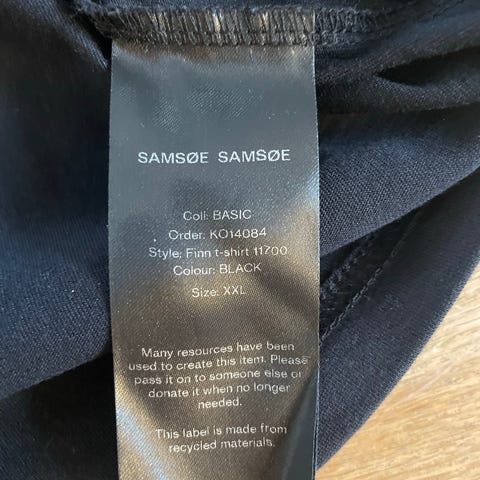 SAMSØE SAMSØE
Coll: BASIC
Order: KO14084
Style: Finn t-shirt 11700
Colour: BLACK
Size: XXL
Many resources have been
used to create this item. Please
pass it on to someone else or
donate it when no longer
needed.
This label is made from
recycled materials.